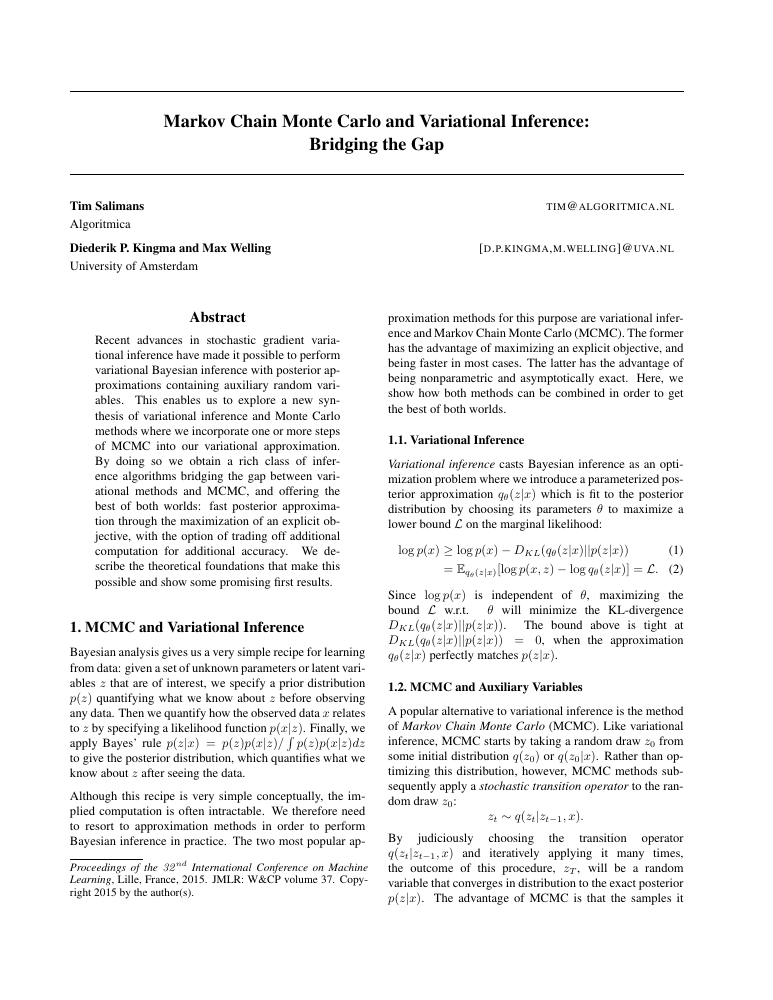 Markov Chain Monte Carlo and Variational Inference:
Bridging the Gap
Tim Salimans TIM@ALGORITMICA.NL
Algoritmica
Diederik P. Kingma and Max Welling [D.P.KINGMA,M.WELLING]@UVA.NL
University of Amsterdam
Abstract
Recent advances in stochastic gradient varia-
tional inference have made it possible to perform
variational Bayesian inference with posterior ap-
proximations containing auxiliary random vari-
ables. This enables us to explore a new syn-
thesis of variational inference and Monte Carlo
methods where we incorporate one or more steps
of MCMC into our variational approximation.
By doing so we obtain a rich class of infer-
ence algorithms bridging the gap between vari-
ational methods and MCMC, and offering the
best of both worlds: fast posterior approxima-
tion through the maximization of an explicit ob-
jective, with the option of trading off additional
computation for additional accuracy. We de-
scribe the theoretical foundations that make this
possible and show some promising first results.
1. MCMC and Variational Inference
Bayesian analysis gives us a very simple recipe for learning
from data: given a set of unknown parameters or latent vari-
ables z that are of interest, we specify a prior distribution
p(z) quantifying what we know about z before observing
any data. Then we quantify how the observed data x relates
to z by specifying a likelihood function p(x|z). Finally, we
apply Bayes' rule p(z|x) = p(z)p(x|z)/ ∫ p(z)p(x|z)dz
to give the posterior distribution, which quantifies what we
know about z after seeing the data.
Although this recipe is very simple conceptually, the im-
plied computation is often intractable. We therefore need
to resort to approximation methods in order to perform
Bayesian inference in practice. The two most popular ap-
Proceedings of the 32nd International Conference on Machine
Learning, Lille, France, 2015. JMLR: W&CP volume 37. Copy-
right 2015 by the author(s).
proximation methods for this purpose are variational infer-
ence and Markov Chain Monte Carlo (MCMC). The former
has the advantage of maximizing an explicit objective, and
being faster in most cases. The latter has the advantage of
being nonparametric and asymptotically exact. Here, we
show how both methods can be combined in order to get
the best of both worlds.
1.1. Variational Inference
Variational inference casts Bayesian inference as an opti-
mization problem where we introduce a parameterized pos-
terior approximation qθ(z|x) which is fit to the posterior
distribution by choosing its parameters θ to maximize a
lower bound ℒ on the marginal likelihood:
log p(x) ≥ log p(x) − DKL(qθ(z|x)||p(z|x)) (1)
= 𝔼qθ(z|x)[log p(x, z) − log qθ(z|x)] = ℒ. (2)
Since log p(x) is independent of θ, maximizing the
bound ℒ w.r.t. θ will minimize the KL-divergence
DKL(qθ(z|x)||p(z|x)). The bound above is tight at
DKL(qθ(z|x)||p(z|x)) = 0, when the approximation
qθ(z|x) perfectly matches p(z|x).
1.2. MCMC and Auxiliary Variables
A popular alternative to variational inference is the method
of Markov Chain Monte Carlo (MCMC). Like variational
inference, MCMC starts by taking a random draw z0 from
some initial distribution q(z0) or q(z0|x). Rather than op-
timizing this distribution, however, MCMC methods sub-
sequently apply a stochastic transition operator to the ran-
dom draw z0:
zt ∼ q(zt|zt−1, x).
By judiciously choosing the transition operator
q(zt|zt−1, x) and iteratively applying it many times,
the outcome of this procedure, zT, will be a random
variable that converges in distribution to the exact posterior
p(z|x). The advantage of MCMC is that the samples it